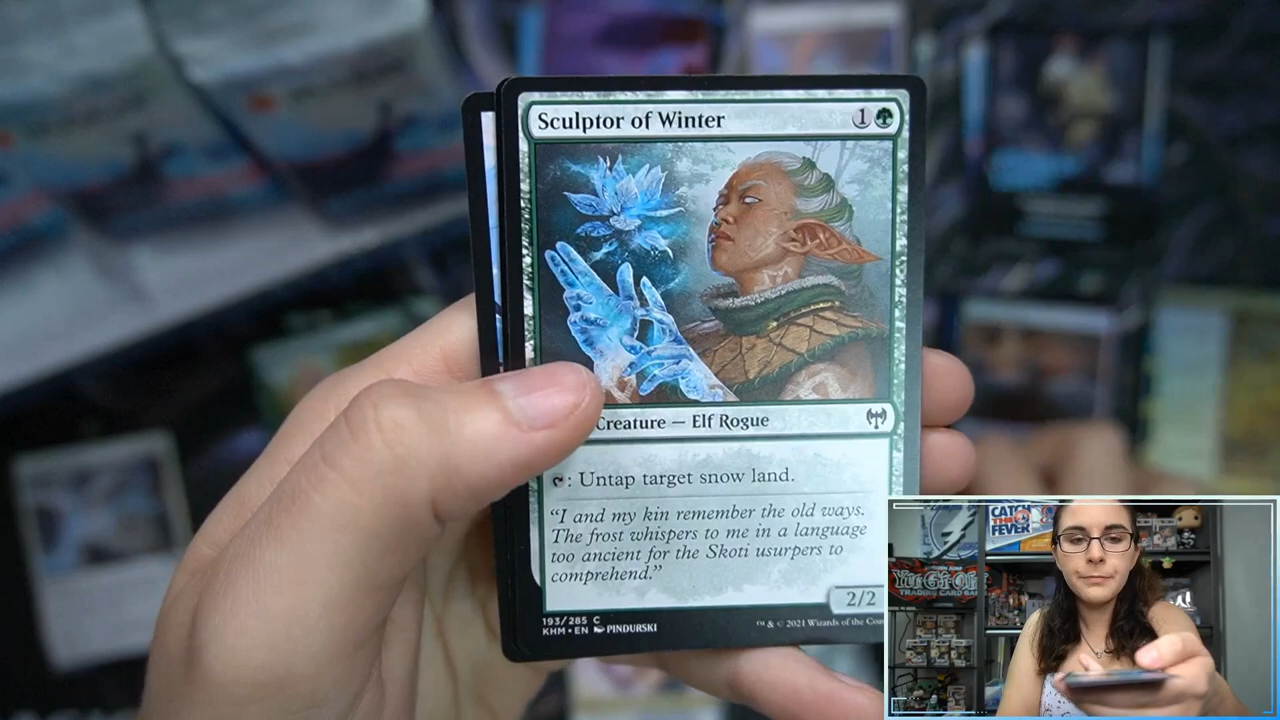 Sculptor of Winter 1
Creature — Elf Rogue
: Untap target snow land.
“I and my kin remember the old ways.
The frost whispers to me in a language
too ancient for the Skoti usurpers to
comprehend.”
2/2
193/285 C
KHM • EN PINDURSKI
™ & © 2021 Wizards of the
CATCH
THE
FEVER
Yu-Gi-Oh!
TRADING CARD